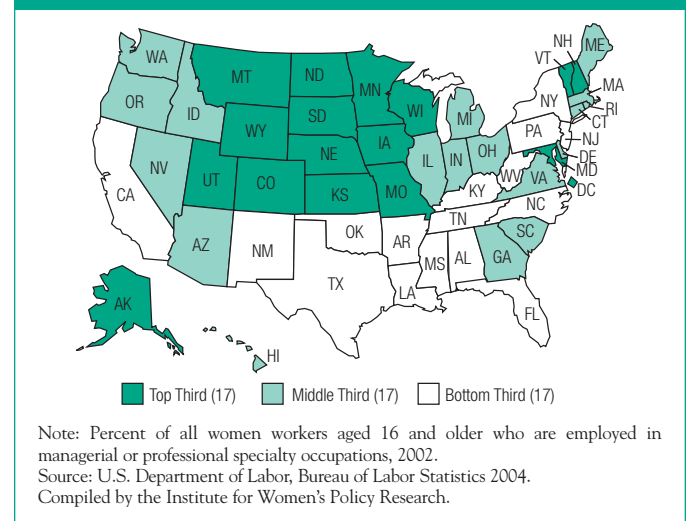 NH
ME
VT
WA
MT
ND
MN
OR
ID
SD
WI
MI
NY
MA
RI
CT
WY
IA
PA
NJ
NE
IL
IN
OH
DE
MD
NV
UT
CO
KS
MO
WV
VA
DC
CA
KY
NC
AZ
NM
OK
TN
SC
AR
MS
AL
GA
TX
LA
FL
AK
HI
Top Third (17) Middle Third (17) Bottom Third (17)
Note: Percent of all women workers aged 16 and older who are employed in
managerial or professional specialty occupations, 2002.
Source: U.S. Department of Labor, Bureau of Labor Statistics 2004.
Compiled by the Institute for Women’s Policy Research.